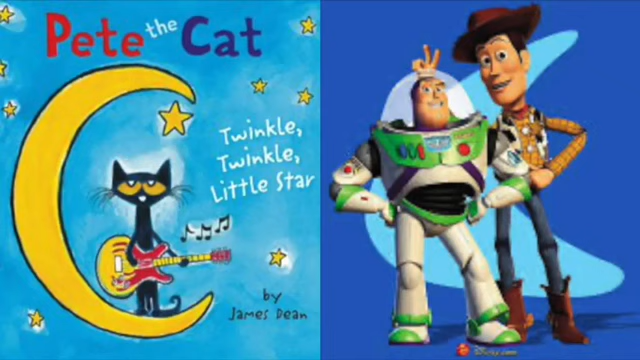 Pete the Cat
Twinkle,
Twinkle,
Little Star
by
James Dean